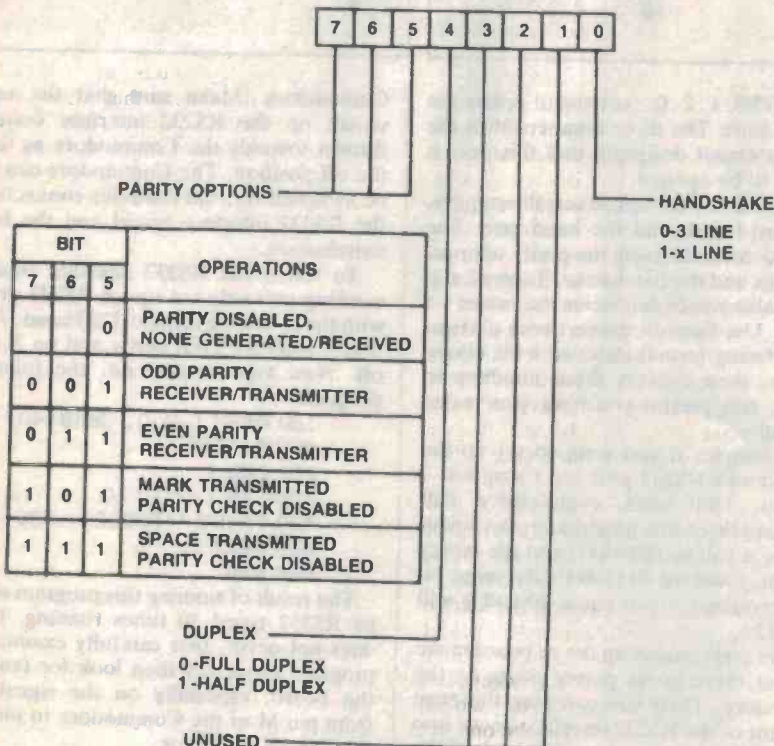 7 6 5 4 3 2 1 0
PARITY OPTIONS
HANDSHAKE
0-3 LINE
1-x LINE
BIT
OPERATIONS
7 6 5
0 PARITY DISABLED,
NONE GENERATED/RECEIVED
0 0 1 ODD PARITY
RECEIVER/TRANSMITTER
0 1 1 EVEN PARITY
RECEIVER/TRANSMITTER
1 0 1 MARK TRANSMITTED
PARITY CHECK DISABLED
1 1 1 SPACE TRANSMITTED
PARITY CHECK DISABLED
DUPLEX
0-FULL DUPLEX
1-HALF DUPLEX
UNUSED